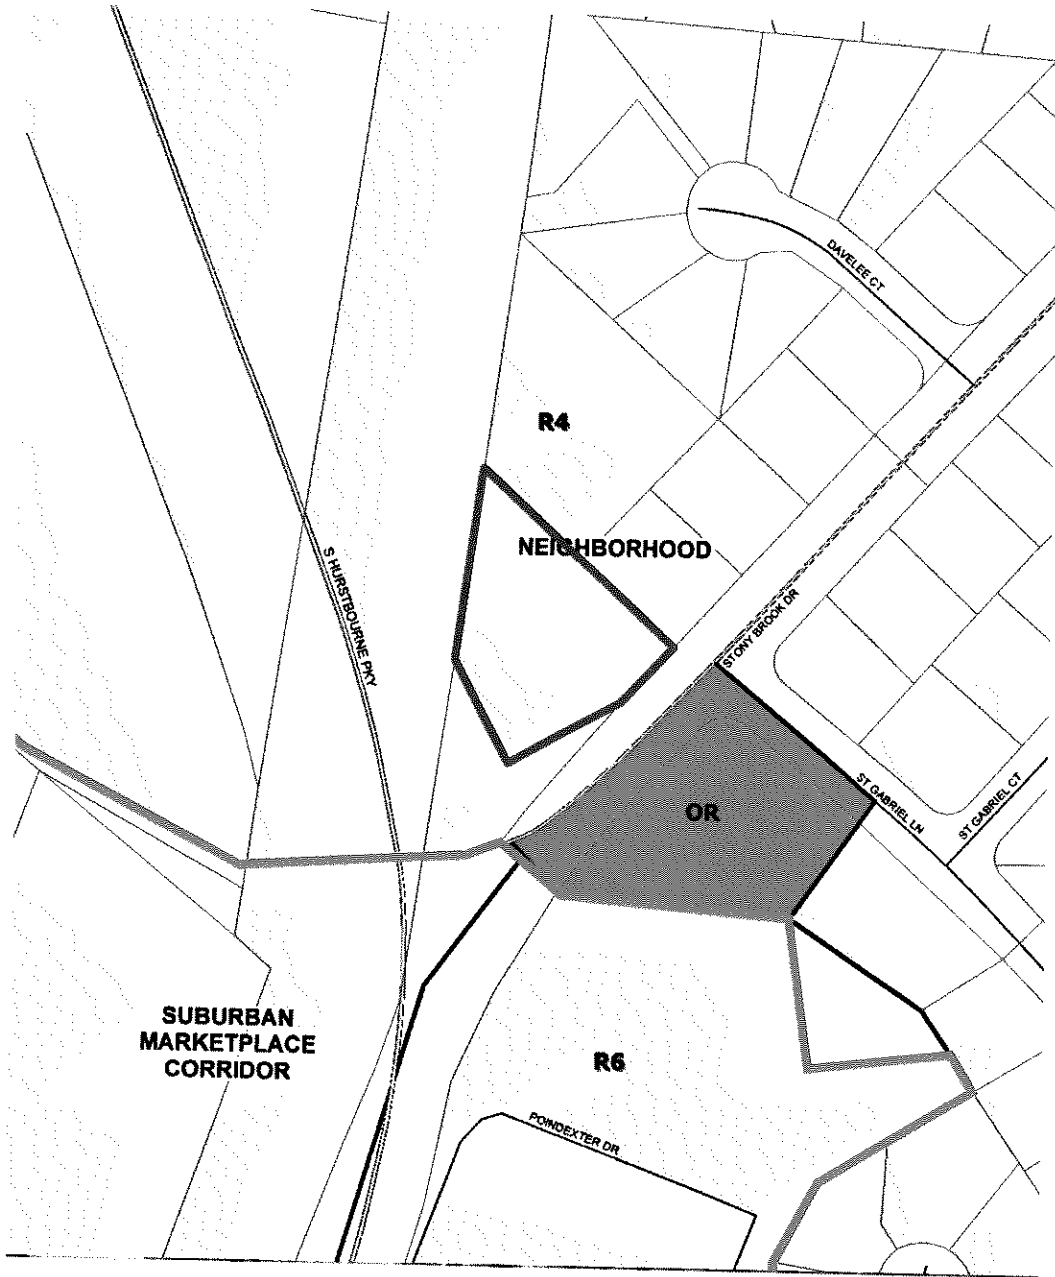 DAVELEE CT
R4
NEIGHBORHOOD
S HURSTBOURNE PKY
STONY BROOK DR
OR
ST GABRIEL LN
ST GABRIEL CT
SUBURBAN
MARKETPLACE
CORRIDOR
R6
POINDEXTER DR